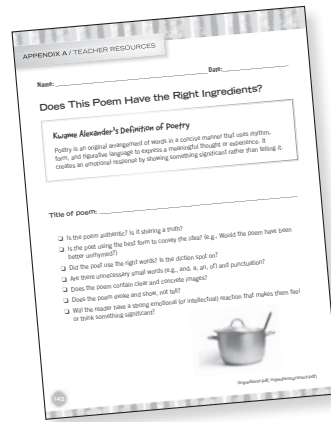 APPENDIX A / TEACHER RESOURCES
Name: Date:
Does This Poem Have the Right Ingredients?
Kwame Alexander's Definition of Poetry
Poetry is an original arrangement of words in a concise manner that uses rhythm,
form, and figurative language to express a meaningful thought or experience. It
creates an emotional response by showing something significant rather than telling it.
Title of poem:
❑ Is the poem authentic? Is it sharing a truth?
❑ Is the poet using the best form to convey the idea? (e.g., Would the poem have been
better unrhymed?)
❑ Did the poet use the right words? Is the diction spot on?
❑ Are there unnecessary small words (e.g., and, a, an, of) and punctuation?
❑ Does the poem contain clear and concrete images?
❑ Does the poem evoke and show, not tell?
❑ Will the reader have a strong emotional (or intellectual) reaction that makes them feel
or think something significant?